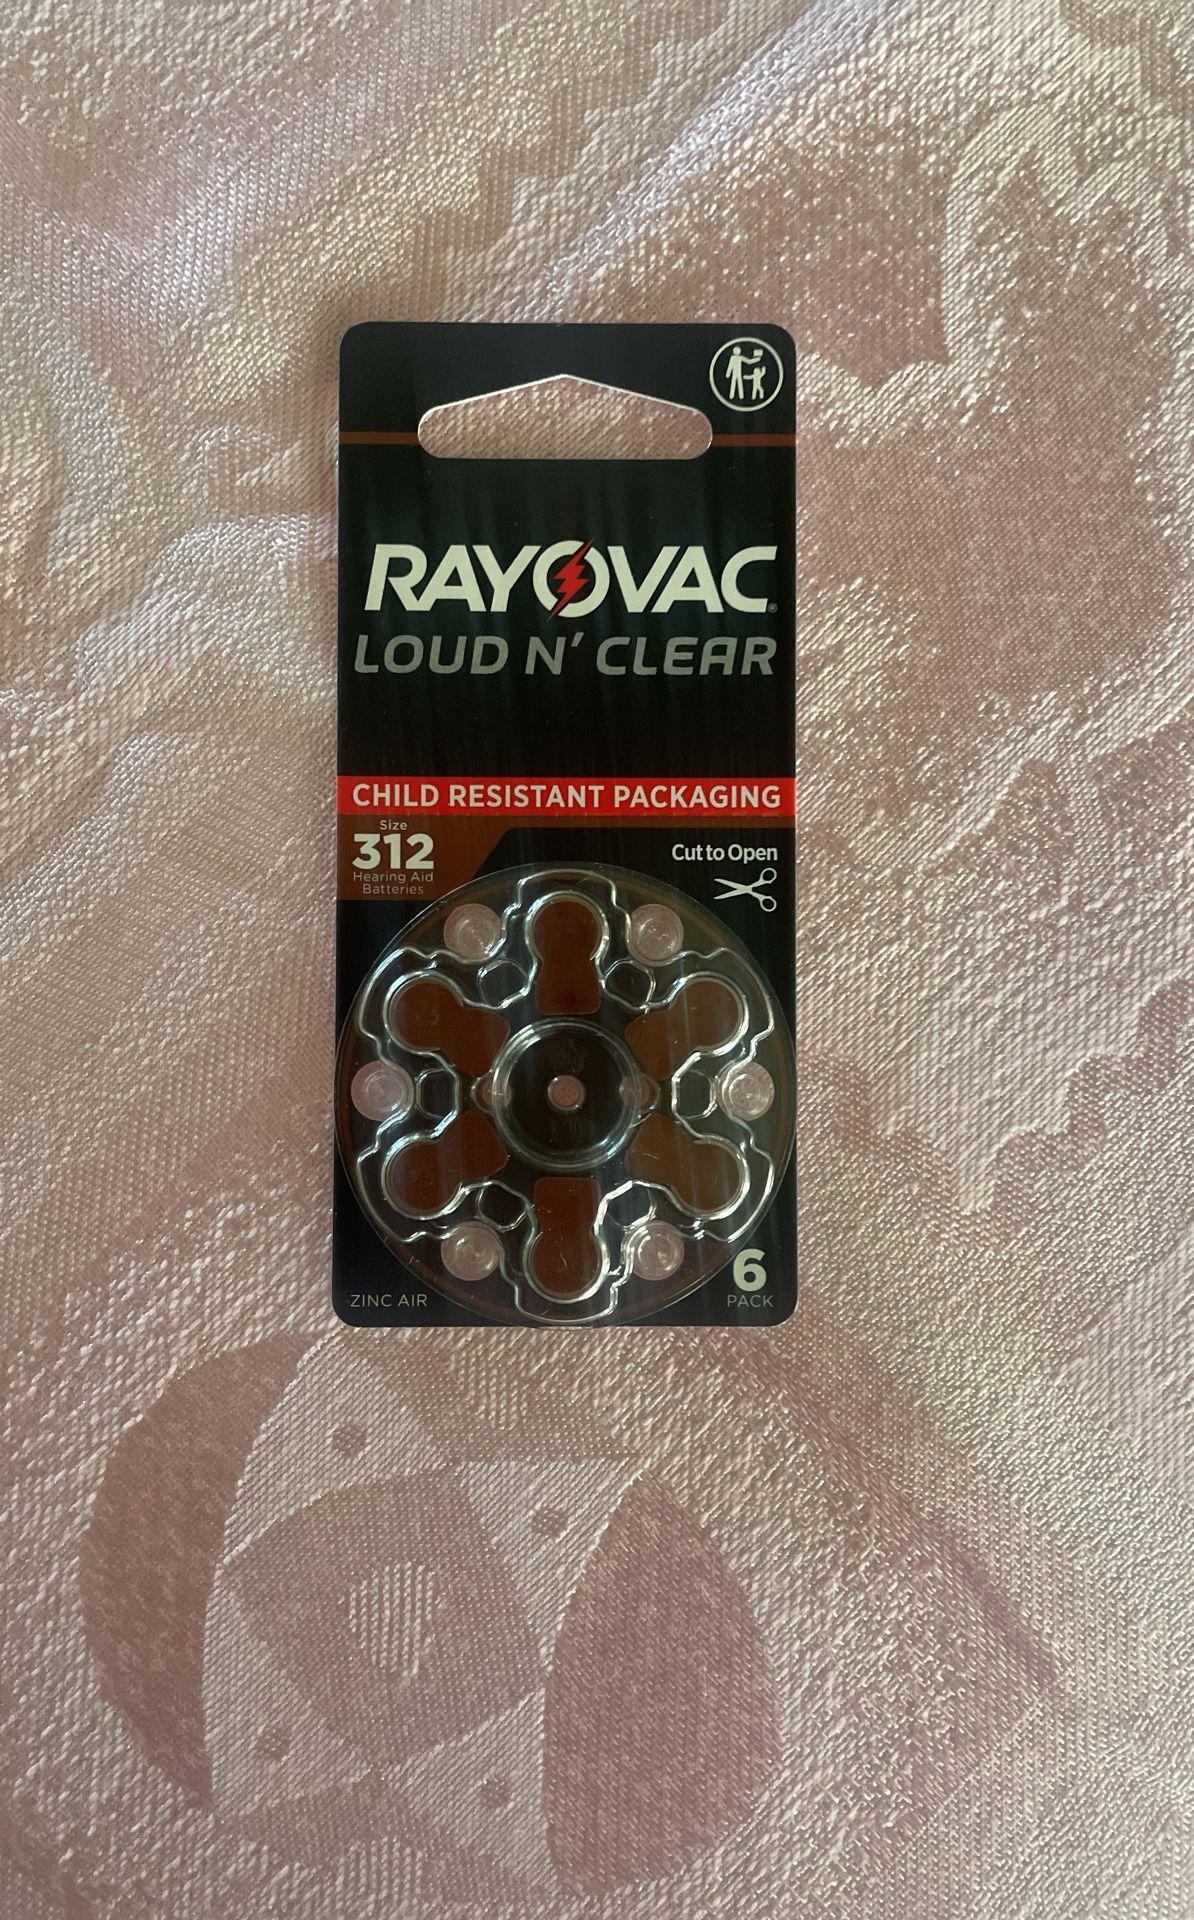 RAYOVAC®
LOUD N' CLEAR
CHILD RESISTANT PACKAGING
Size
312
Hearing Aid
Batteries
Cut to Open
ZINC AIR
6
PACK